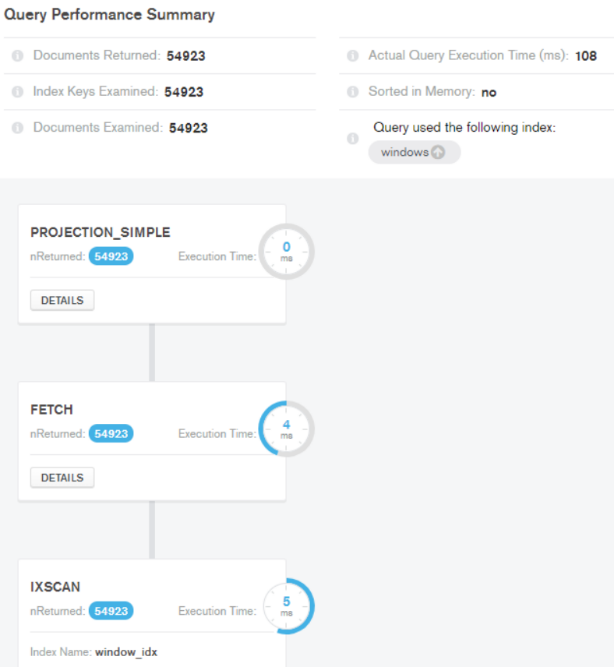 Query Performance Summary
Documents Returned: 54923
Index Keys Examined: 54923
Documents Examined: 54923
Actual Query Execution Time (ms): 108
Sorted in Memory: no
Query used the following index:
windows
PROJECTION_SIMPLE
nReturned: 54923 Execution Time: 0 ms
DETAILS
FETCH
nReturned: 54923 Execution Time: 4 ms
DETAILS
IXSCAN
nReturned: 54923 Execution Time: 5 ms
Index Name: window_idx